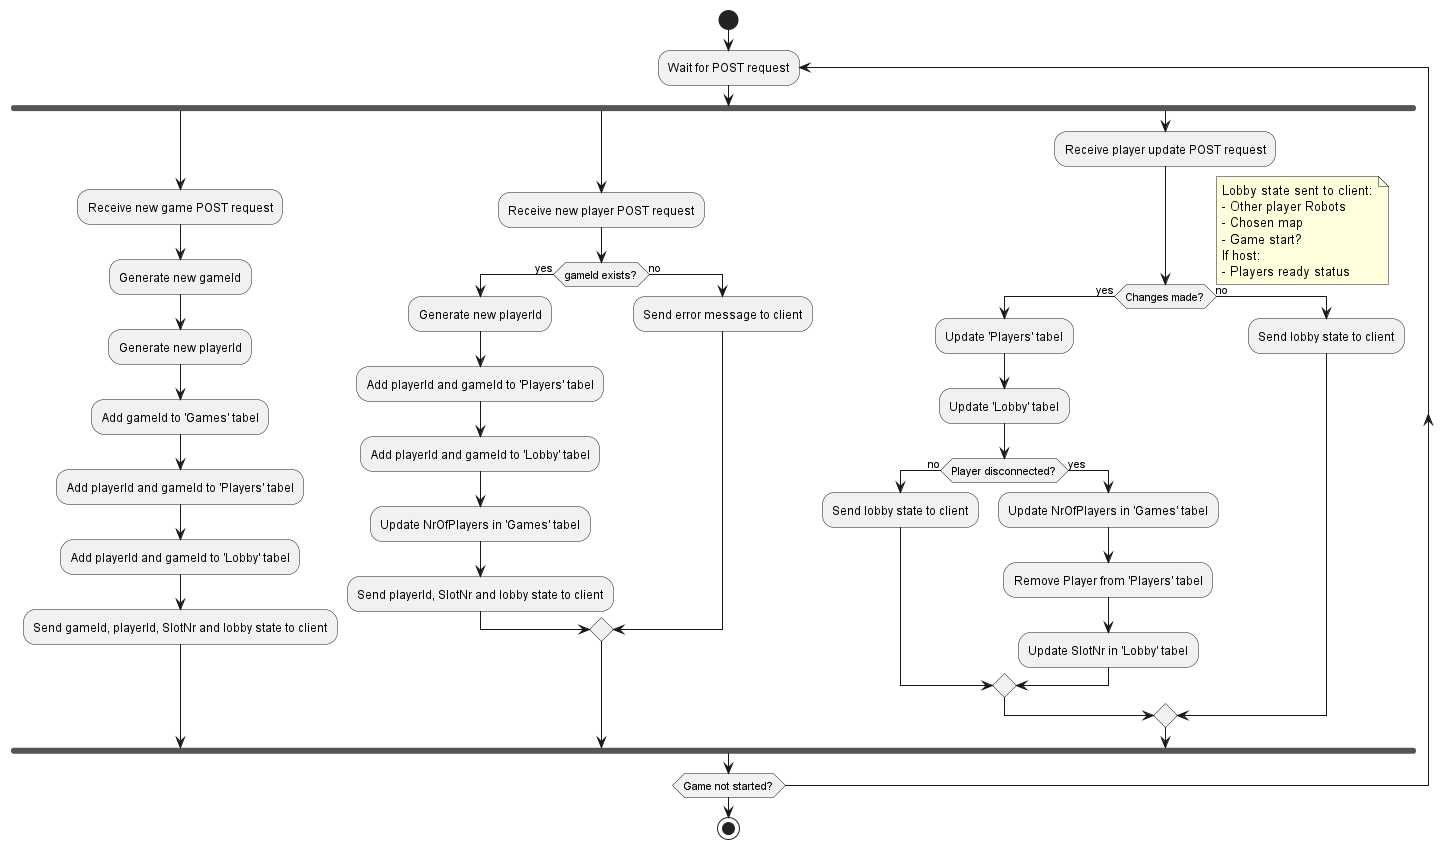 Wait for POST request
Receive new game POST request
Generate new gameId
Generate new playerId
Add gameId to 'Games' tabel
Add playerId and gameId to 'Players' tabel
Add playerId and gameId to 'Lobby' tabel
Send gameId, playerId, SlotNr and lobby state to client
Receive new player POST request
gameId exists?
yes
no
Generate new playerId
Add playerId and gameId to 'Players' tabel
Add playerId and gameId to 'Lobby' tabel
Update NrOfPlayers in 'Games' tabel
Send playerId, SlotNr and lobby state to client
Send error message to client
Receive player update POST request
Lobby state sent to client:
- Other player Robots
- Chosen map
- Game start?
If host:
- Players ready status
Changes made?
yes
no
Update 'Players' tabel
Update 'Lobby' tabel
Player disconnected?
no
yes
Send lobby state to client
Update NrOfPlayers in 'Games' tabel
Remove Player from 'Players' tabel
Update SlotNr in 'Lobby' tabel
Send lobby state to client
Game not started?